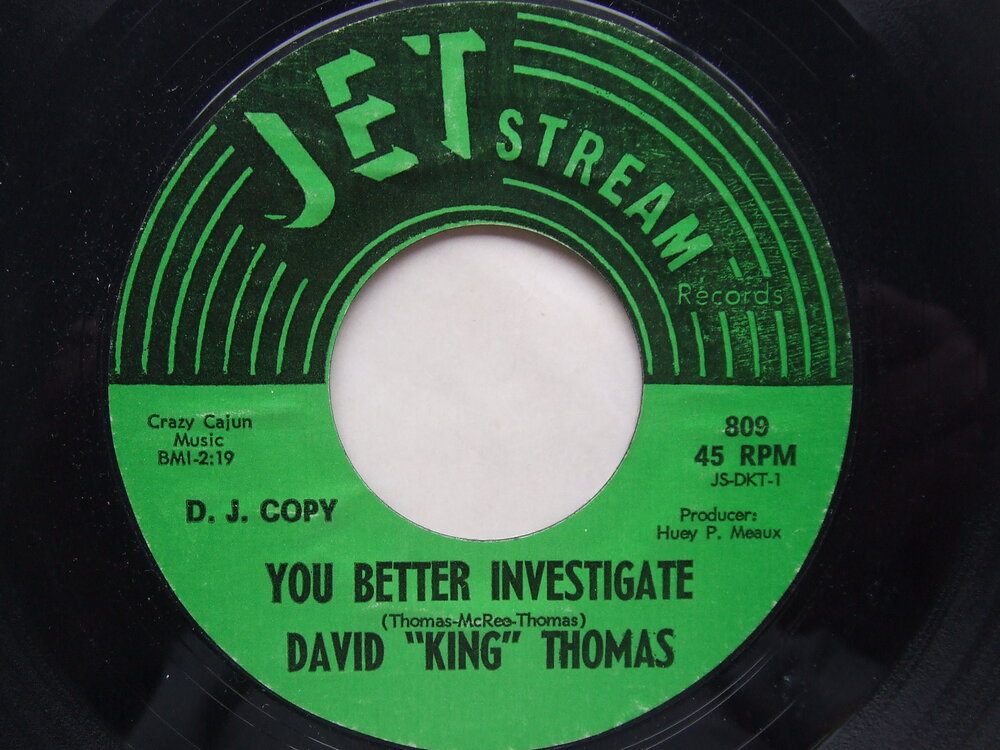 JET STREAM
Records
Crazy Cajun
Music
BMI-2:19
809
45 RPM
JS-DKT-1
D. J. COPY
Producer:
Huey P. Meaux
YOU BETTER INVESTIGATE
(Thomas-McRee-Thomas)
DAVID "KING" THOMAS